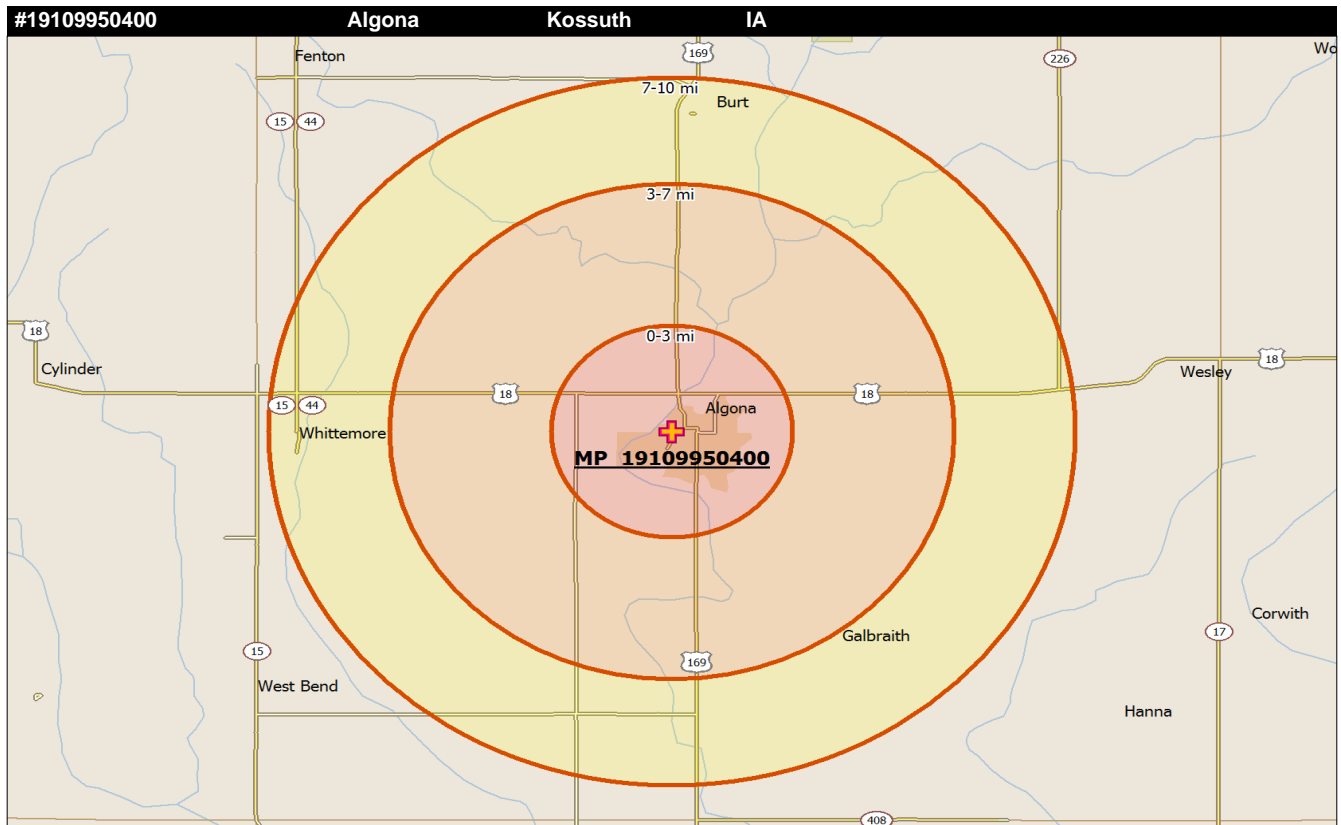 #19109950400 Algona Kossuth IA
Fenton
169
226
Wo
7-10 mi
Burt
15 44
3-7 mi
0-3 mi
18
18
Cylinder
Wesley
18
18
15 44
Algona
Whittemore
MP 19109950400
Corwith
Galbraith
17
15
169
West Bend
Hanna
408